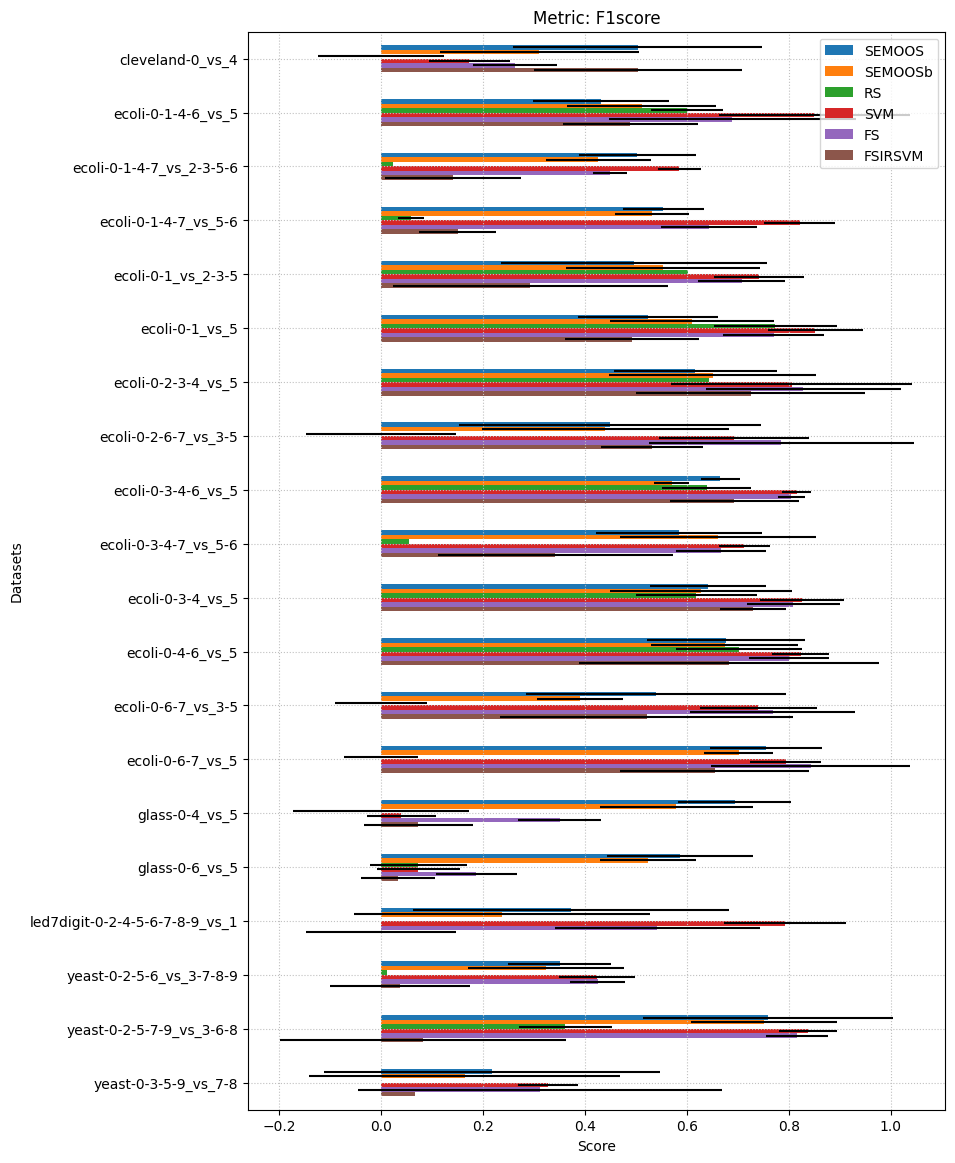 Metric: F1score
SEMOOS
SEMOOSb
RS
SVM
FS
FSIRSVM
Datasets
cleveland-0_vs_4
ecoli-0-1-4-6_vs_5
ecoli-0-1-4-7_vs_2-3-5-6
ecoli-0-1-4-7_vs_5-6
ecoli-0-1_vs_2-3-5
ecoli-0-1_vs_5
ecoli-0-2-3-4_vs_5
ecoli-0-2-6-7_vs_3-5
ecoli-0-3-4-6_vs_5
ecoli-0-3-4-7_vs_5-6
ecoli-0-3-4_vs_5
ecoli-0-4-6_vs_5
ecoli-0-6-7_vs_3-5
ecoli-0-6-7_vs_5
glass-0-4_vs_5
glass-0-6_vs_5
led7digit-0-2-4-5-6-7-8-9_vs_1
yeast-0-2-5-6_vs_3-7-8-9
yeast-0-2-5-7-9_vs_3-6-8
yeast-0-3-5-9_vs_7-8
−0.2 0.0 0.2 0.4 0.6 0.8 1.0
Score